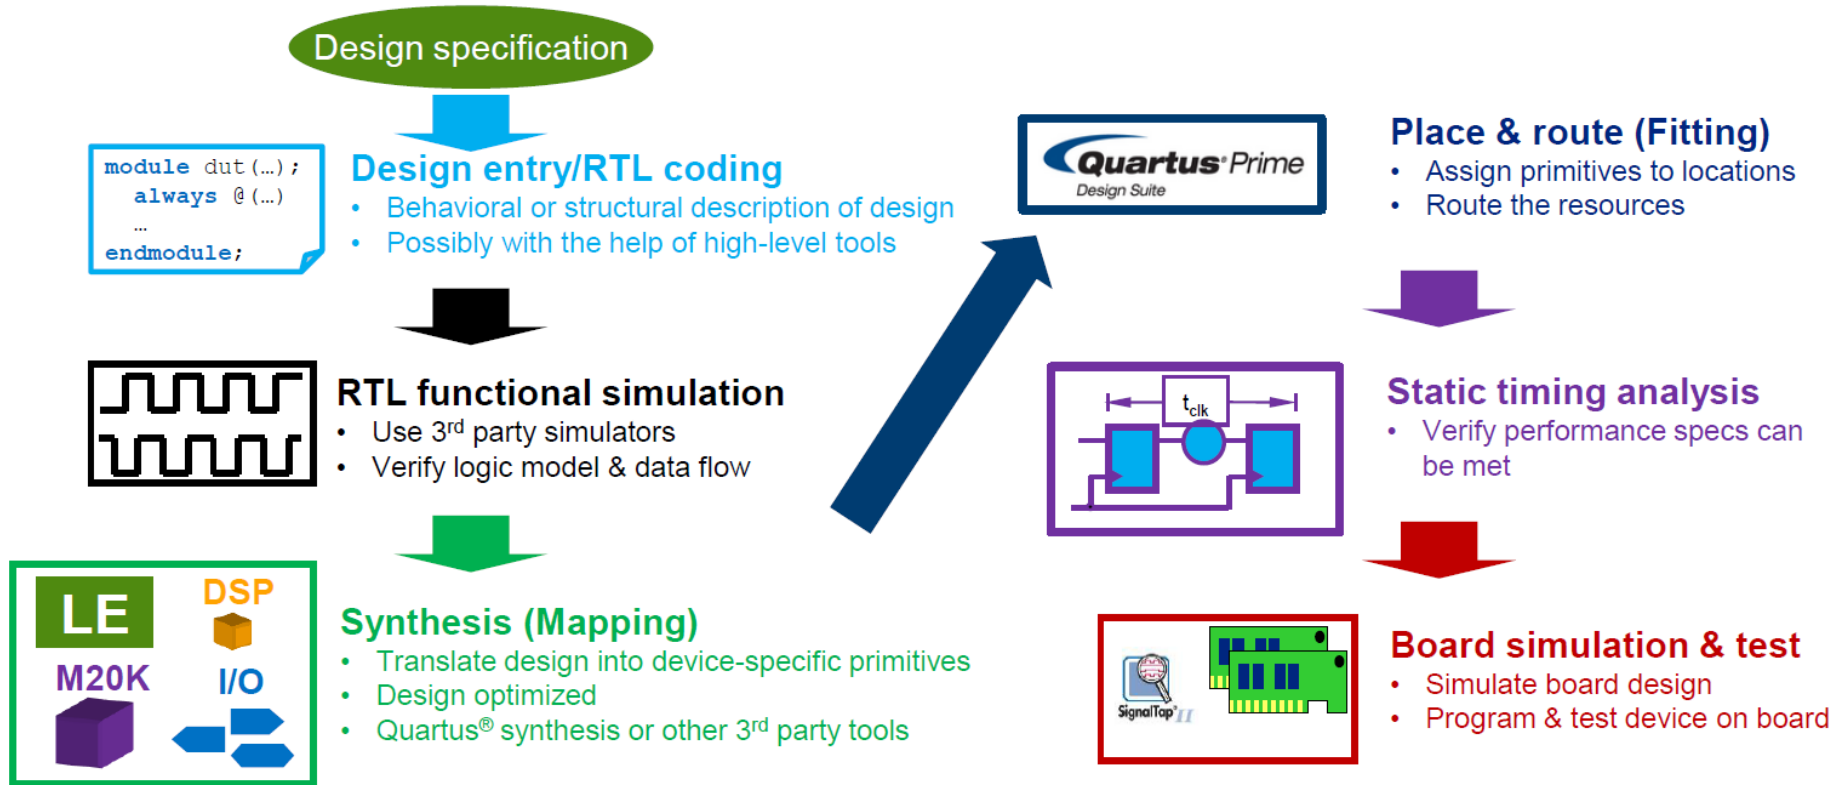 Design specification
module dut(…);
always @(…)
…
endmodule;
Design entry/RTL coding
• Behavioral or structural description of design
• Possibly with the help of high-level tools
RTL functional simulation
• Use 3rd party simulators
• Verify logic model & data flow
LE
DSP
M20K
I/O
Synthesis (Mapping)
• Translate design into device-specific primitives
• Design optimized
• Quartus® synthesis or other 3rd party tools
Quartus® Prime
Design Suite
Place & route (Fitting)
• Assign primitives to locations
• Route the resources
tclk
Static timing analysis
• Verify performance specs can
be met
SignalTap® II
Board simulation & test
• Simulate board design
• Program & test device on board